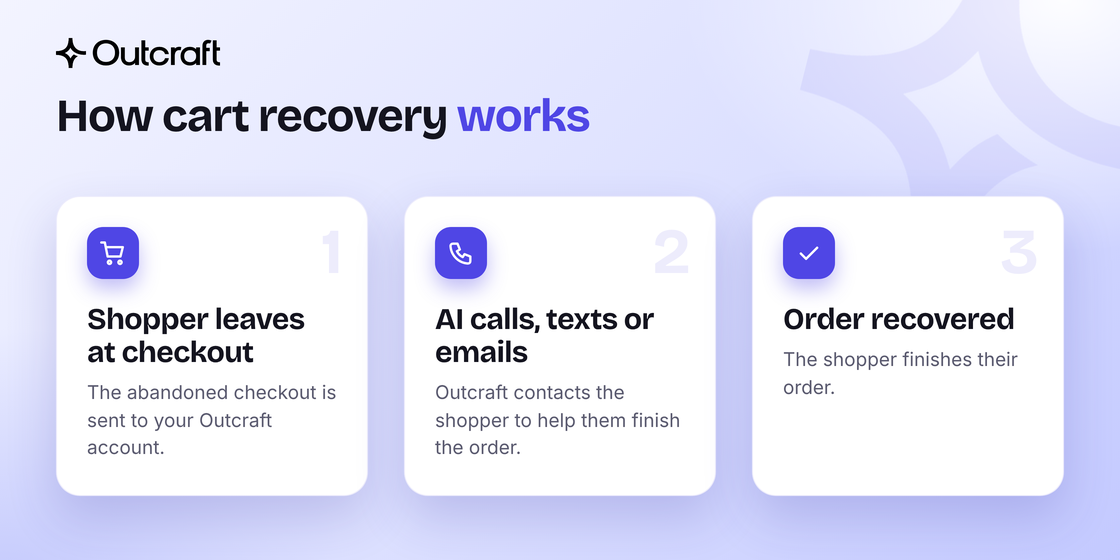 Outcraft
How cart recovery works
1
Shopper leaves
at checkout
The abandoned checkout is
sent to your Outcraft
account.
2
AI calls, texts or
emails
Outcraft contacts the
shopper to help them finish
the order.
3
Order recovered
The shopper finishes their
order.